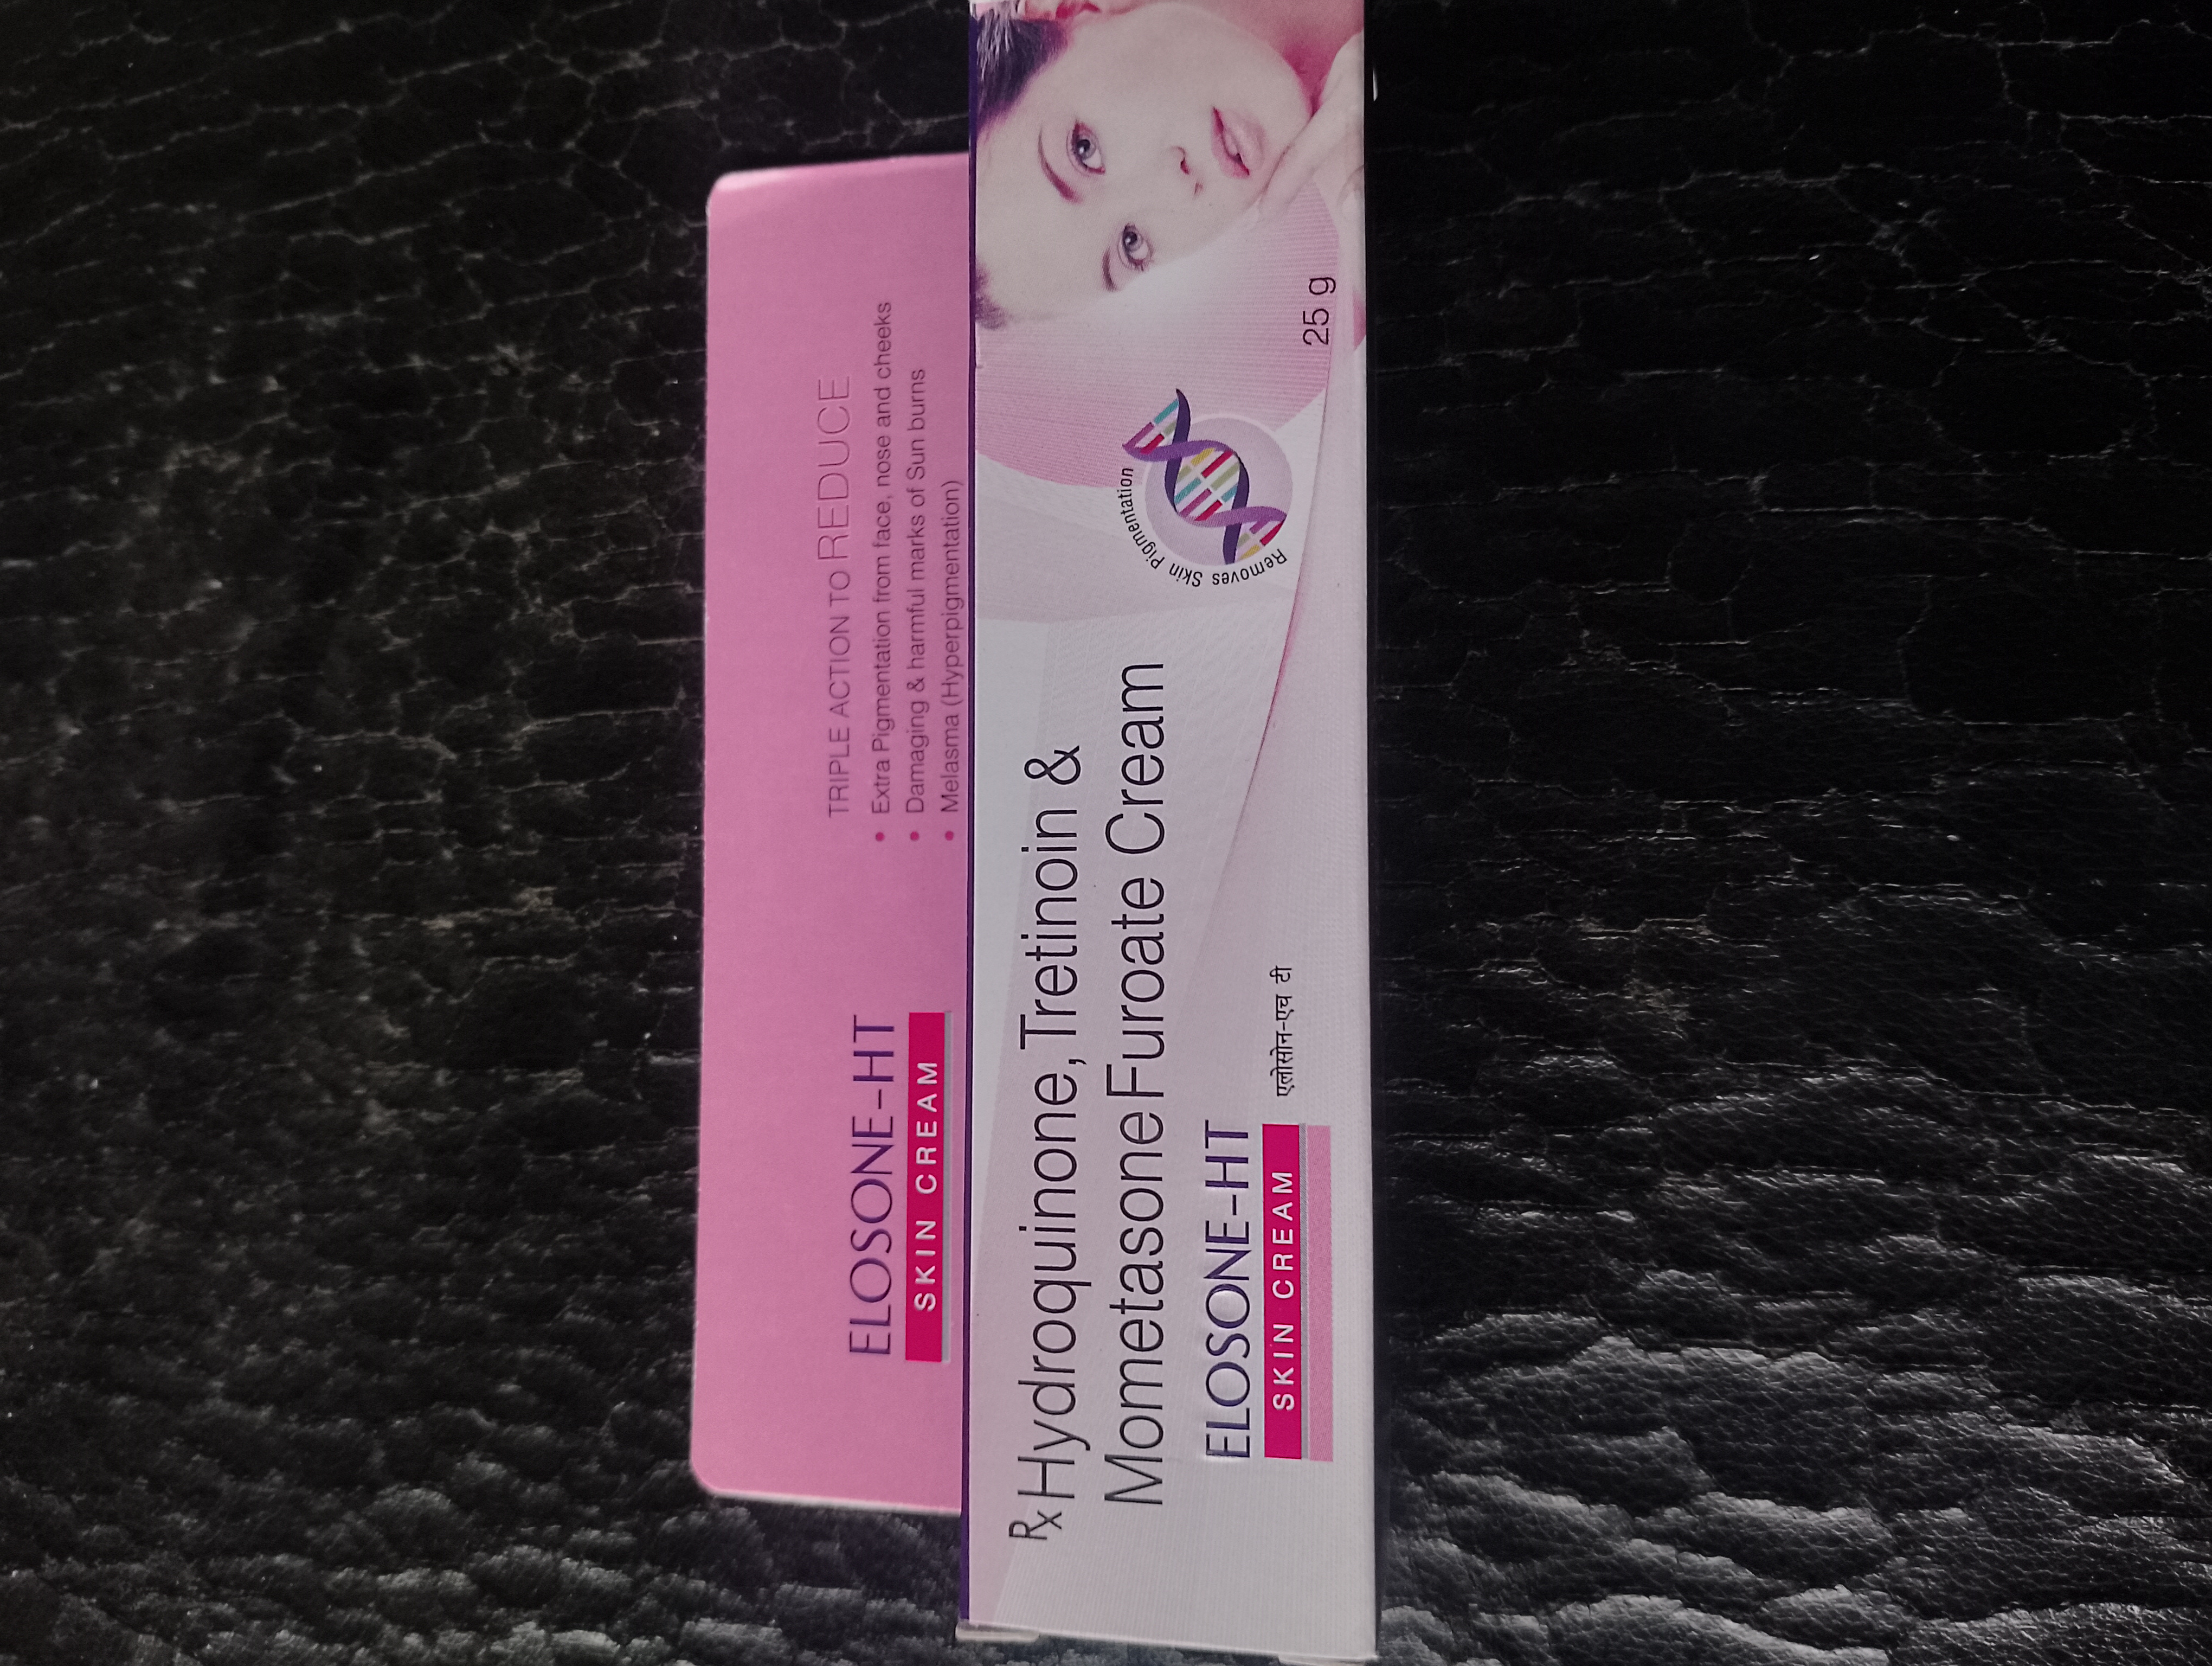 ELOSONE-HT
SKIN CREAM
TRIPLE ACTION TO REDUCE
• Extra Pigmentation from face, nose and cheeks
• Damaging & harmful marks of Sun burns
• Melasma (Hyperpigmentation)
Rx Hydroquinone, Tretinoin &
Mometasone Furoate Cream
ELOSONE-HT
SKIN CREAM
एलोसोन-एच टी
Removes Skin Pigmentation
25 g